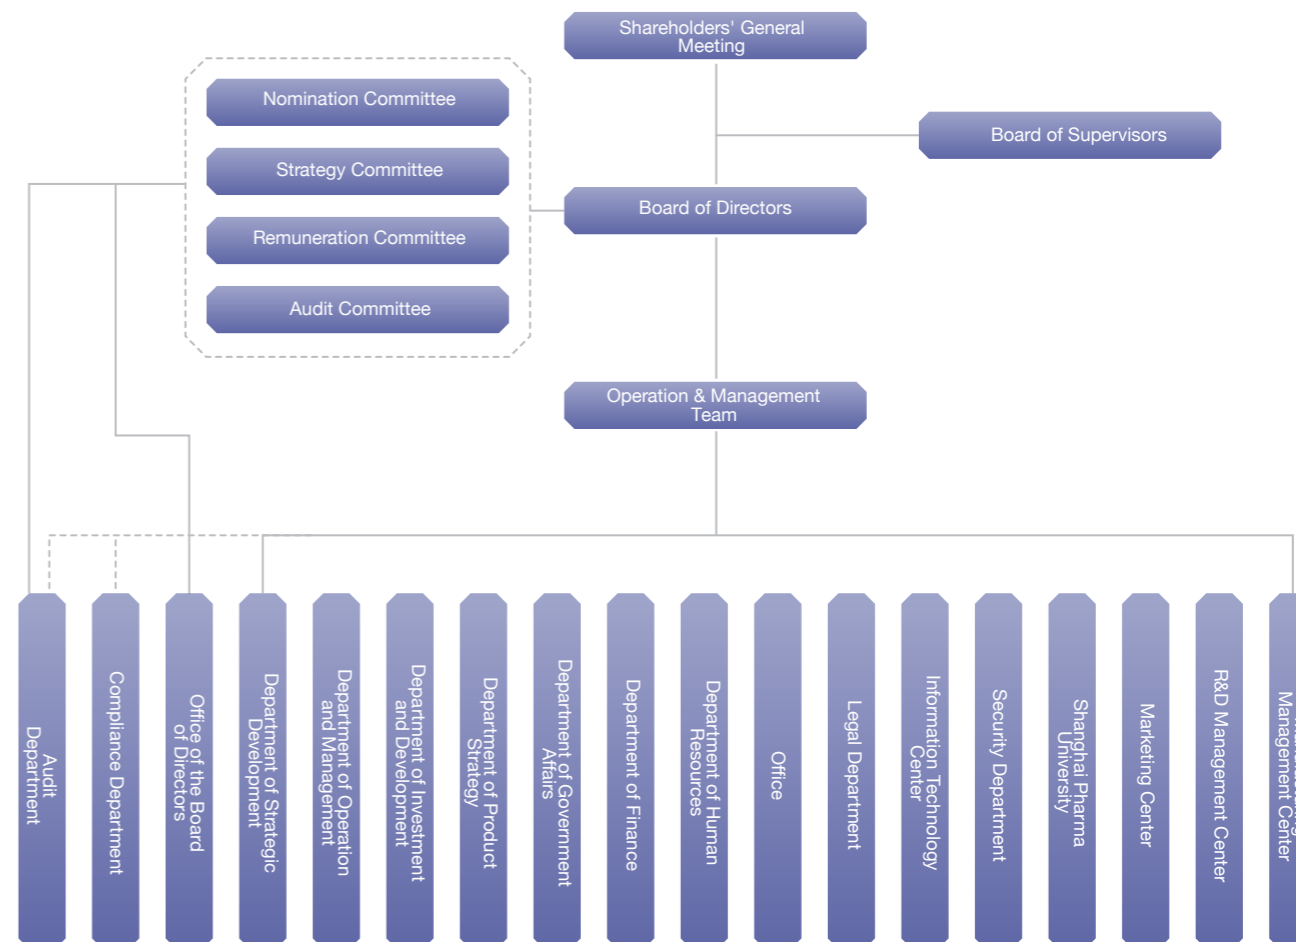 Shareholders' General
Meeting
Nomination Committee
Board of Supervisors
Strategy Committee
Board of Directors
Remuneration Committee
Audit Committee
Operation & Management
Team
Audit
Department
Compliance Department
Office of the Board
of Directors
Department of Strategic
Development
Department of Operation
and Management
Department of Investment
and Development
Department of Product
Strategy
Department of Government
Affairs
Department of Finance
Department of Human
Resources
Office
Legal Department
Information Technology
Center
Security Department
Shanghai Pharma
University
Marketing Center
R&D Management Center
Management Center